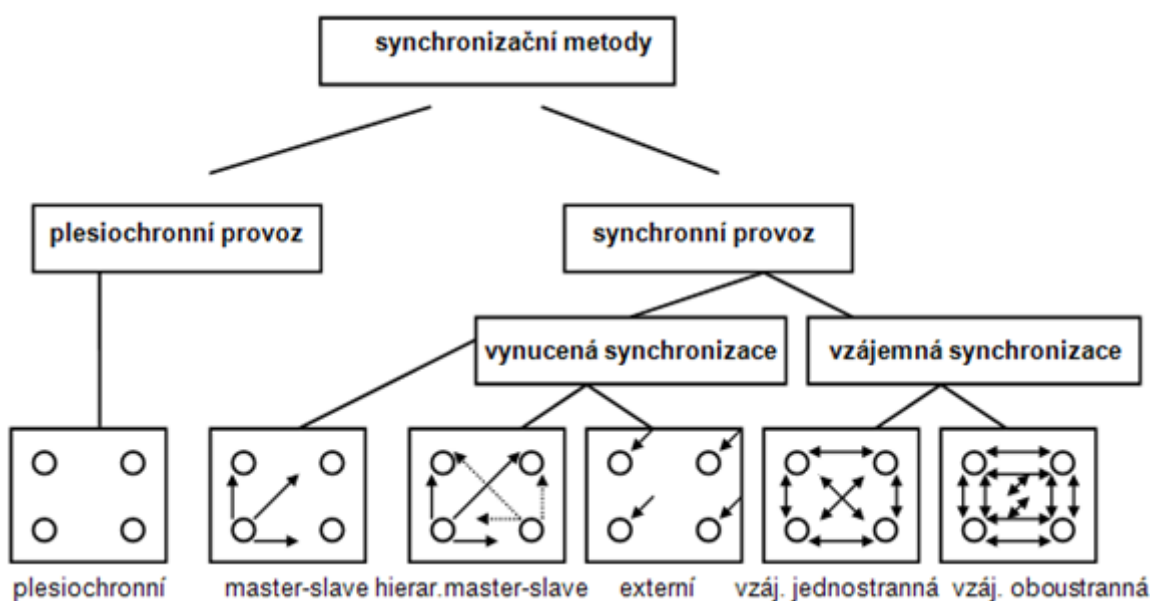 synchronizační metody
plesiochronní provoz
synchronní provoz
vynucená synchronizace
vzájemná synchronizace
plesiochronní
master-slave
hierar.master-slave
externí
vzáj. jednostranná
vzáj. oboustranná